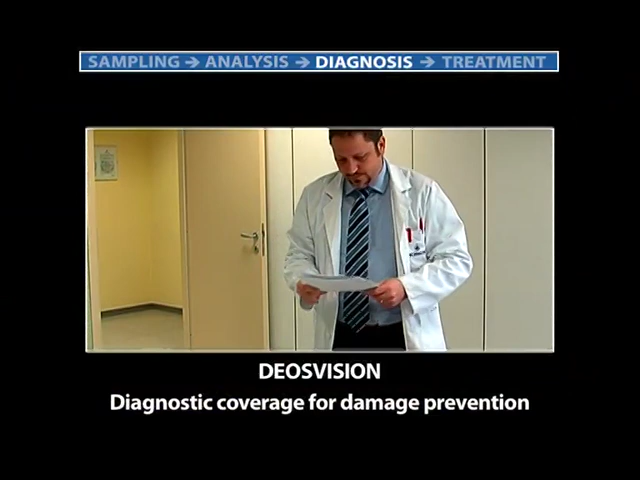 SAMPLING → ANALYSIS → DIAGNOSIS → TREATMENT
DEOSVISION
Diagnostic coverage for damage prevention